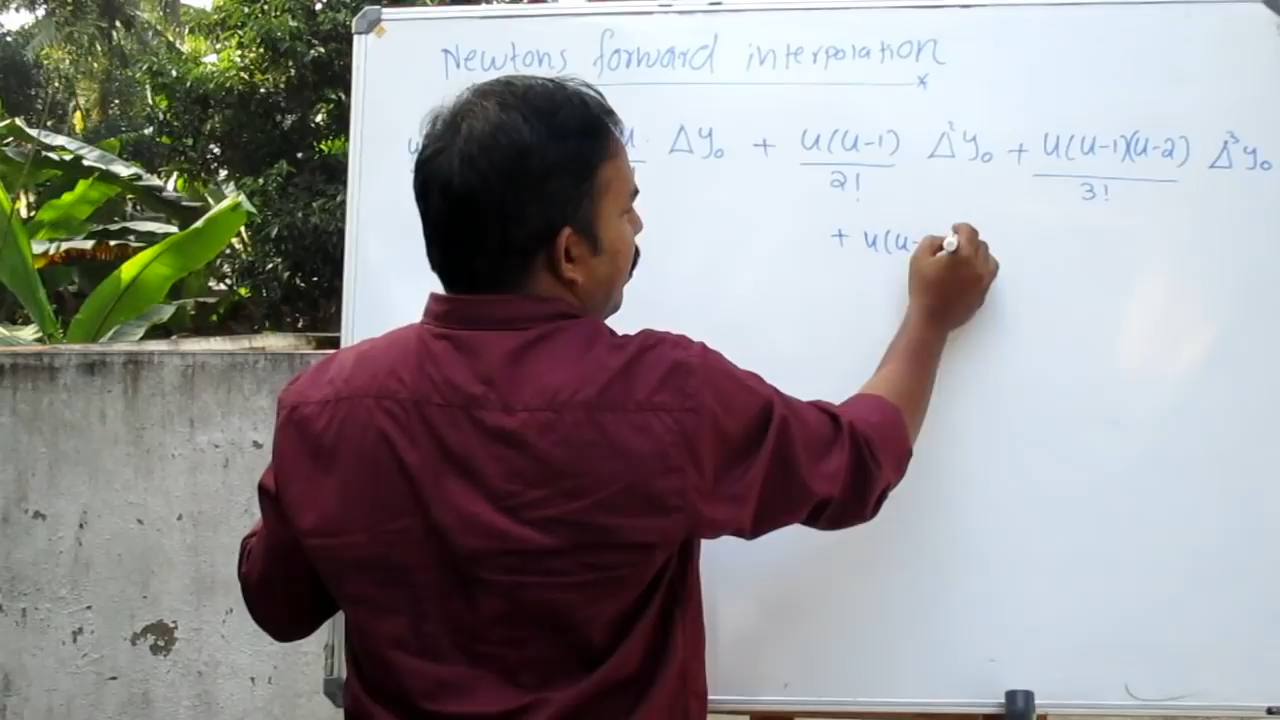 Newtons forward interpolation
u. Δy₀ + u(u-1) Δ²y₀ + u(u-1)(u-2) Δ³y₀
2! 3!
+ u(u-